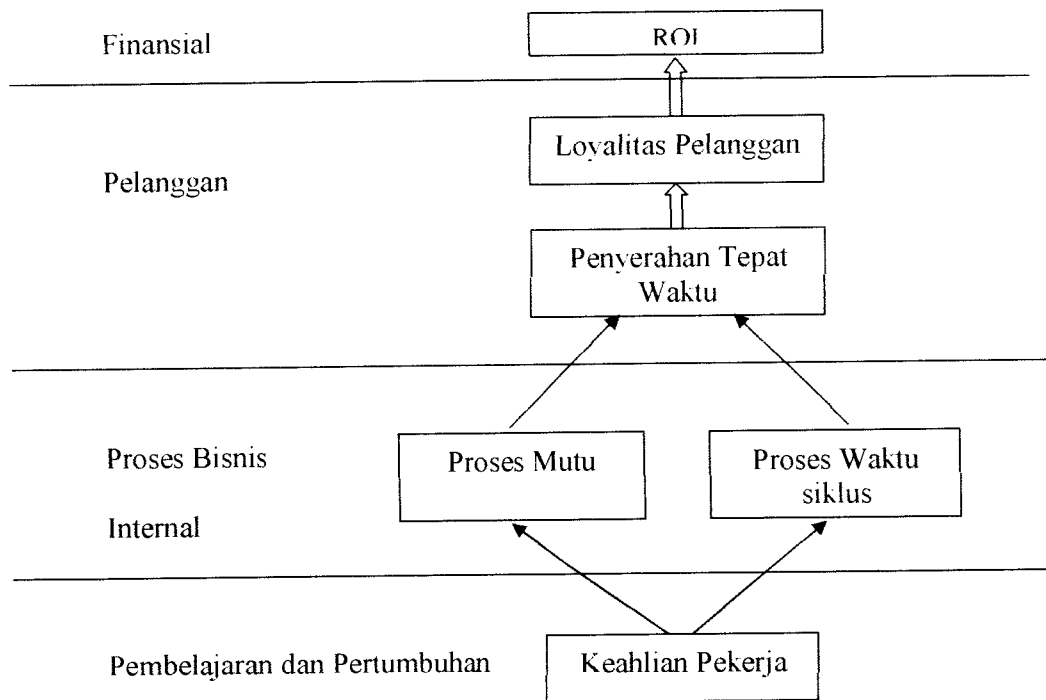 Finansial
ROI
Loyalitas Pelanggan
Pelanggan
Penyerahan Tepat
Waktu
Proses Bisnis
Internal
Proses Mutu
Proses Waktu
siklus
Pembelajaran dan Pertumbuhan
Keahlian Pekerja